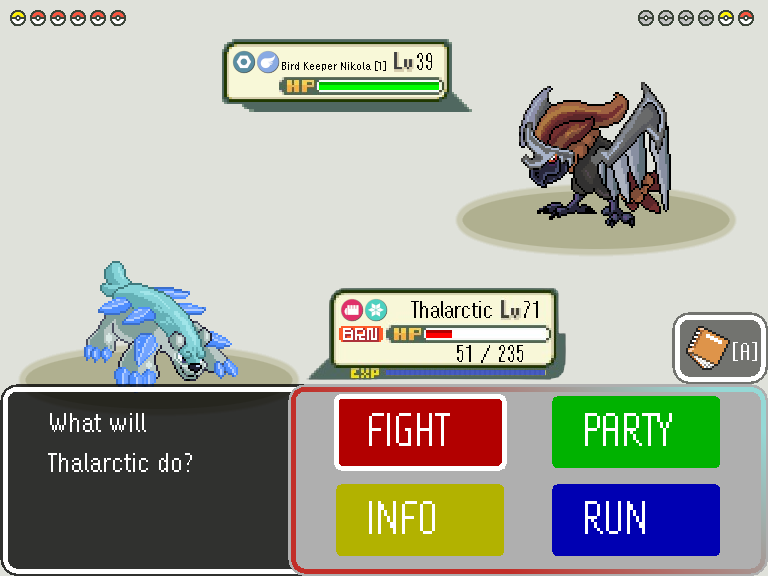 Bird Keeper Nikola [1] Lv39
HP
Thalarctic Lv71
BRN HP
51 / 235
EXP
[A]
What will
Thalarctic do?
FIGHT
PARTY
INFO
RUN